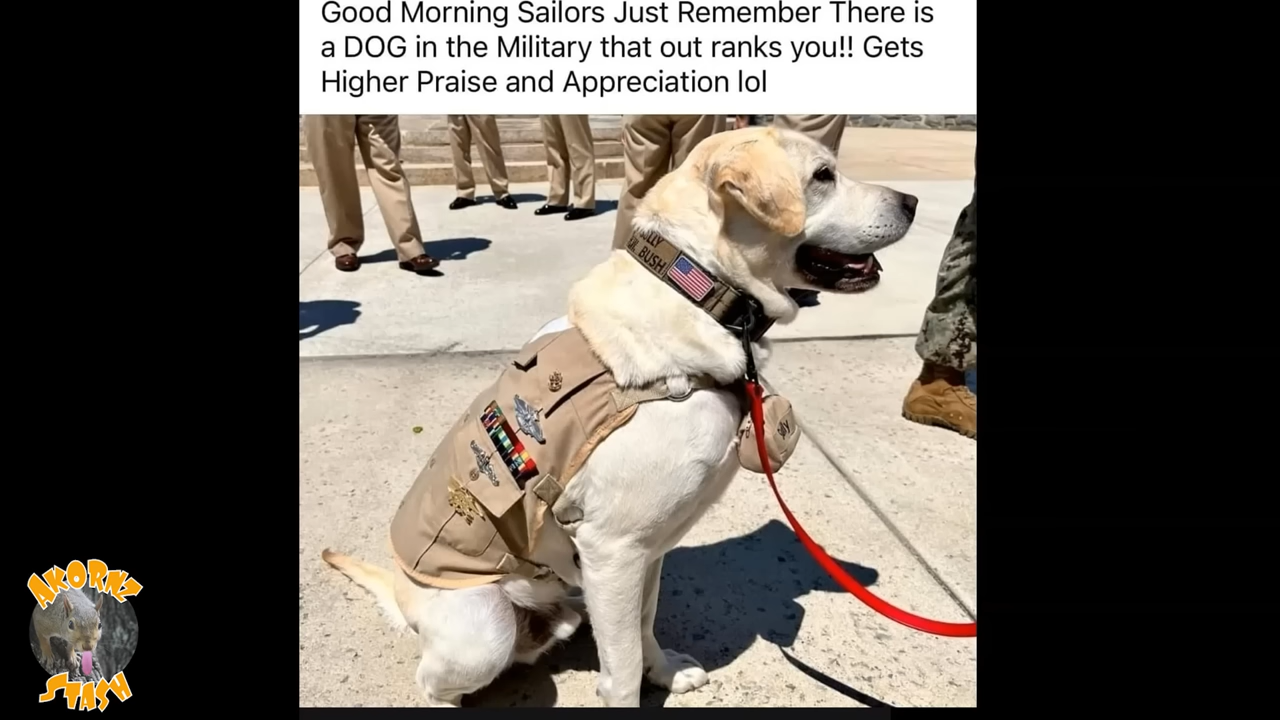 Good Morning Sailors Just Remember There is
a DOG in the Military that out ranks you!! Gets
Higher Praise and Appreciation lol
BUSH
AKORNZ
STASH